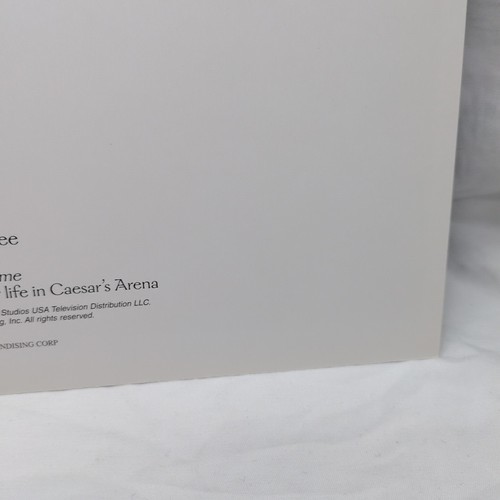 ee
me
life in Caesar's Arena
Studios USA Television Distribution LLC.
g, Inc. All rights reserved.
NDISING CORP